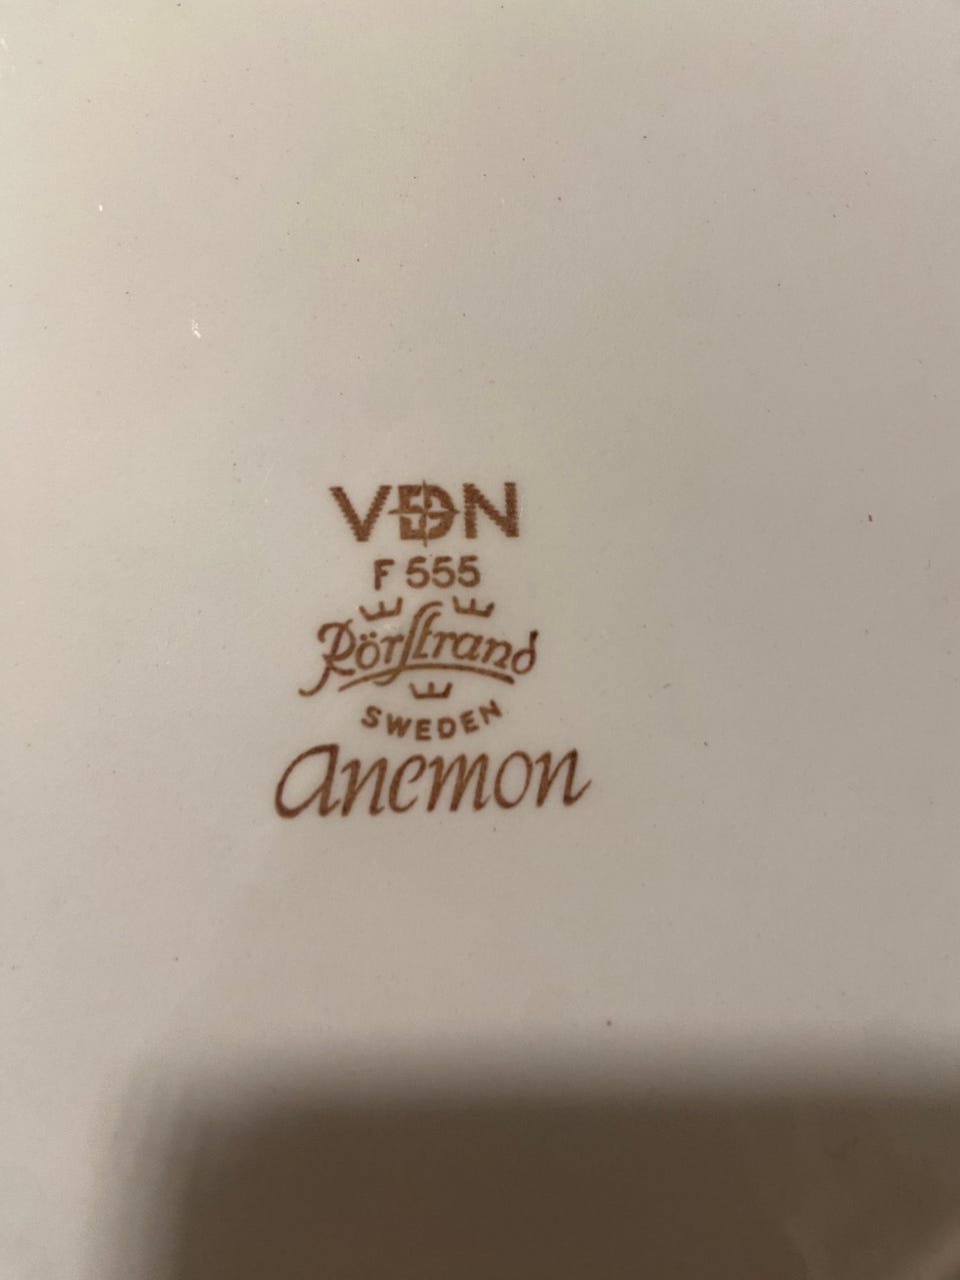 VDN
F 555
Rörstrand
SWEDEN
anemon